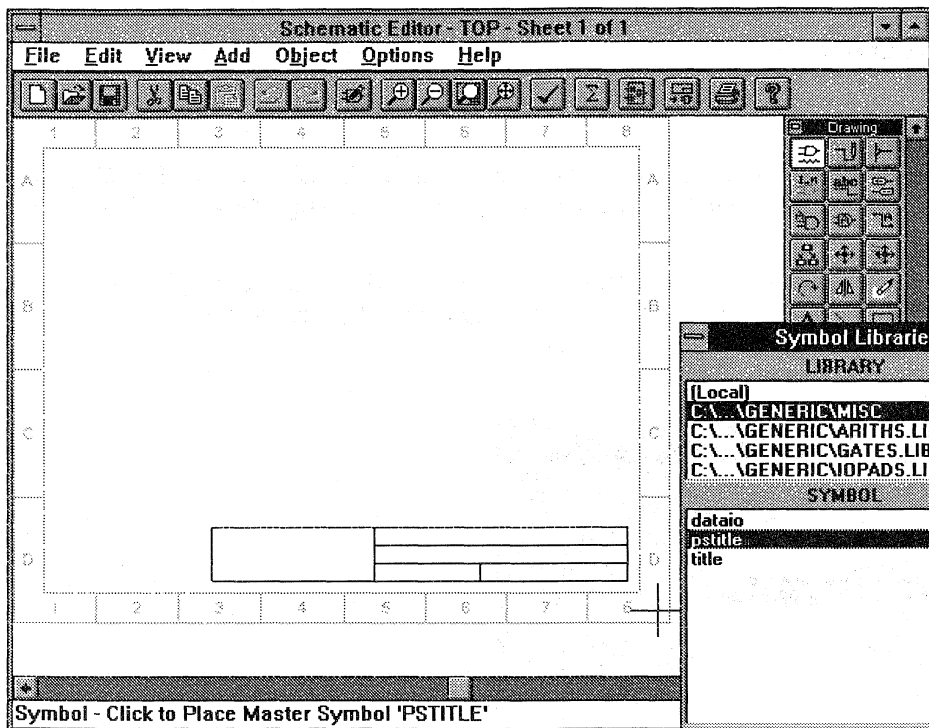 Schematic Editor - TOP - Sheet 1 of 1
File Edit View Add Object Options Help
Σ ?
1 2 3 4 5 6 7 8
Drawing
A A
abc
B B
C C
D D
1 2 3 4 5 6 7 8
Symbol Librarie
LIBRARY
(Local)
C:\...\GENERIC\MISC
C:\...\GENERIC\ARITHS.LI
C:\...\GENERIC\GATES.LIB
C:\...\GENERIC\IOPADS.LI
SYMBOL
dataio
pstitle
title
Symbol - Click to Place Master Symbol 'PSTITLE'